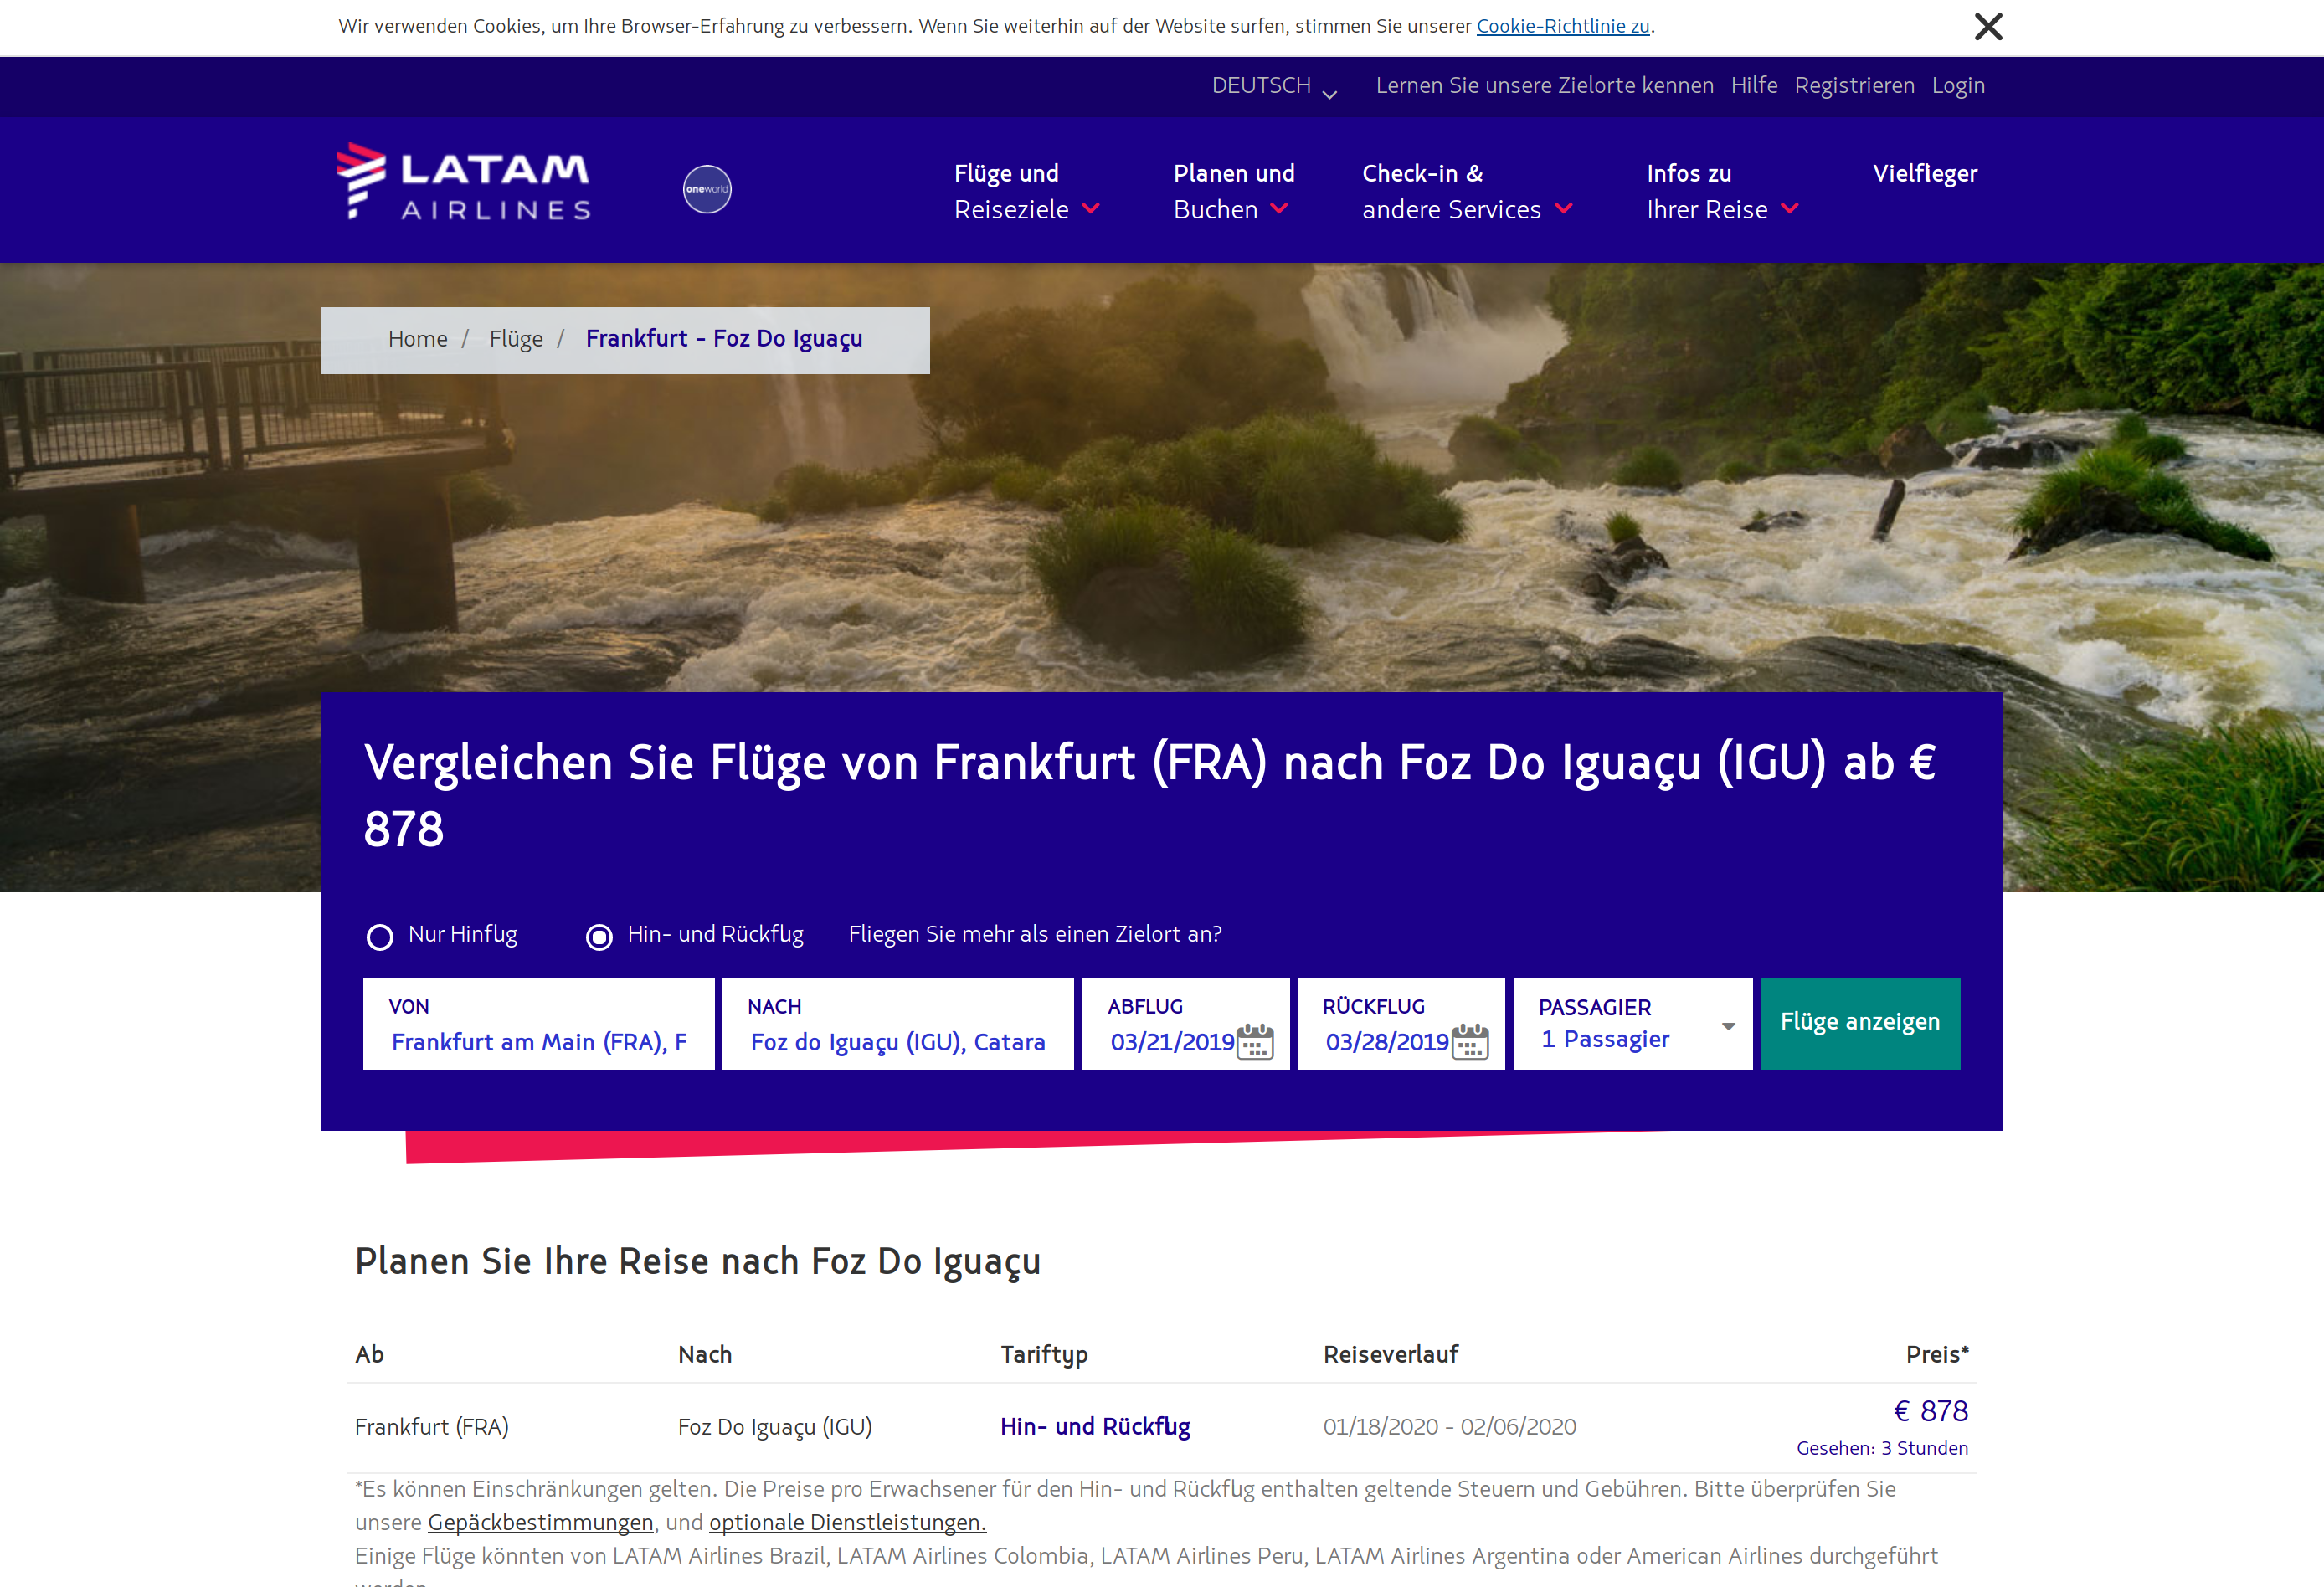 Wir verwenden Cookies, um Ihre Browser-Erfahrung zu verbessern. Wenn Sie weiterhin auf der Website surfen, stimmen Sie unserer Cookie-Richtlinie zu.
DEUTSCH Lernen Sie unsere Zielorte kennen Hilfe Registrieren Login
LATAM
AIRLINES
oneworld
Flüge und
Reiseziele
Planen und
Buchen
Check-in &
andere Services
Infos zu
Ihrer Reise
Vielflieger
Home / Flüge / Frankfurt - Foz Do Iguaçu
Vergleichen Sie Flüge von Frankfurt (FRA) nach Foz Do Iguaçu (IGU) ab €
878
Nur Hinflug Hin- und Rückflug Fliegen Sie mehr als einen Zielort an?
VON
Frankfurt am Main (FRA), F
NACH
Foz do Iguaçu (IGU), Catara
ABFLUG
03/21/2019
RÜCKFLUG
03/28/2019
PASSAGIER
1 Passagier
Flüge anzeigen
Planen Sie Ihre Reise nach Foz Do Iguaçu
Ab Nach Tariftyp Reiseverlauf Preis*
Frankfurt (FRA) Foz Do Iguaçu (IGU) Hin- und Rückflug 01/18/2020 - 02/06/2020 € 878
Gesehen: 3 Stunden
*Es können Einschränkungen gelten. Die Preise pro Erwachsener für den Hin- und Rückflug enthalten geltende Steuern und Gebühren. Bitte überprüfen Sie
unsere Gepäckbestimmungen, und optionale Dienstleistungen.
Einige Flüge könnten von LATAM Airlines Brazil, LATAM Airlines Colombia, LATAM Airlines Peru, LATAM Airlines Argentina oder American Airlines durchgeführt